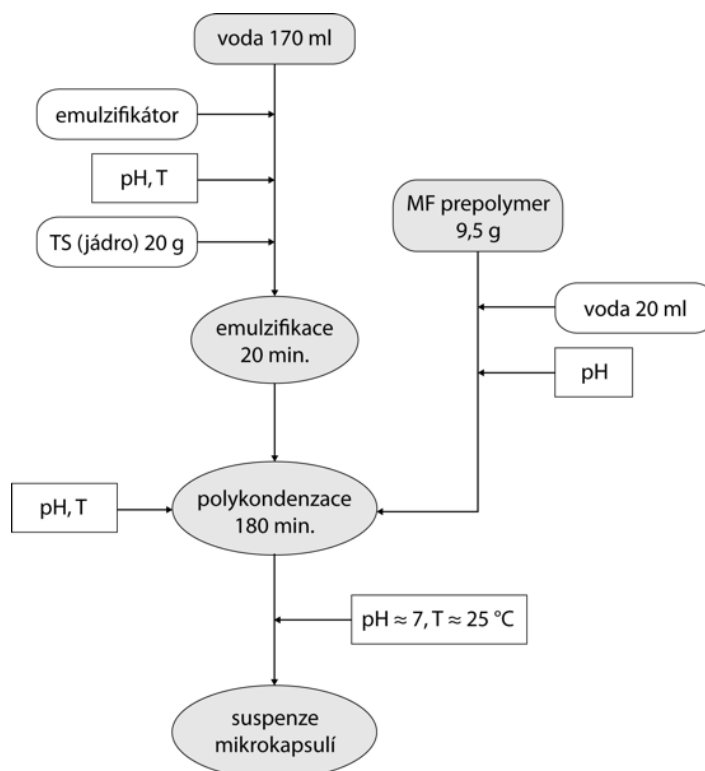 voda 170 ml
emulzifikátor
pH, T
TS (jádro) 20 g
emulzifikace
20 min.
MF prepolymer
9,5 g
voda 20 ml
pH
pH, T
polykondenzace
180 min.
pH ≈ 7, T ≈ 25 °C
suspenze
mikrokapsulí